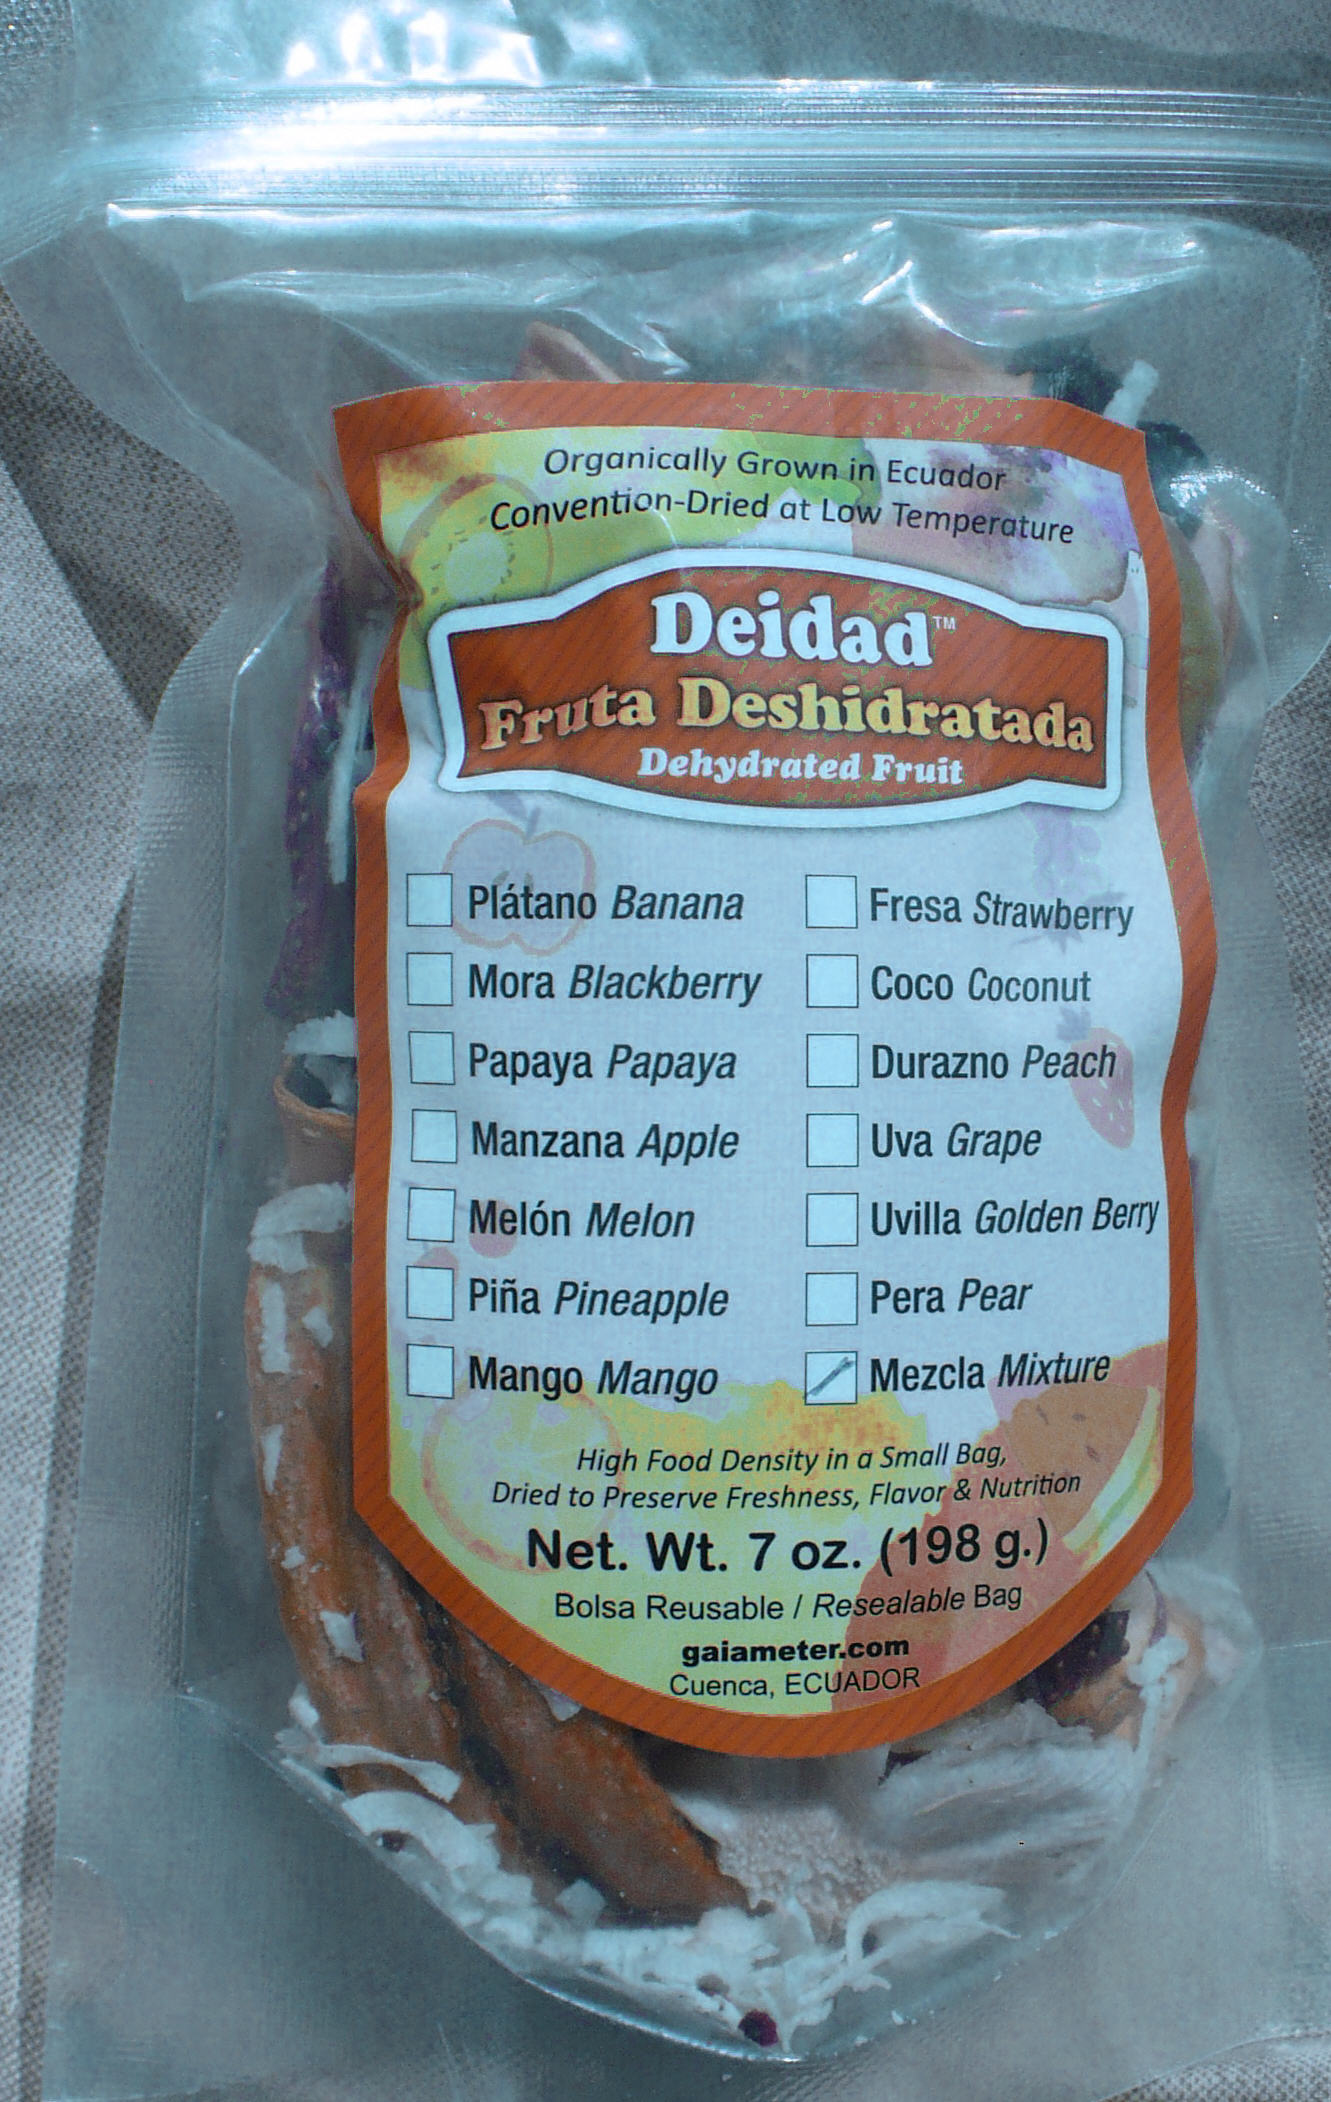 Organically Grown in Ecuador
Convention-Dried at Low Temperature
Deidad™
Fruta Deshidratada
Dehydrated Fruit
Plátano Banana
Mora Blackberry
Papaya Papaya
Manzana Apple
Melón Melon
Piña Pineapple
Mango Mango
Fresa Strawberry
Coco Coconut
Durazno Peach
Uva Grape
Uvilla Golden Berry
Pera Pear
Mezcla Mixture
High Food Density in a Small Bag,
Dried to Preserve Freshness, Flavor & Nutrition
Net. Wt. 7 oz. (198 g.)
Bolsa Reusable / Resealable Bag
gaiameter.com
Cuenca, ECUADOR